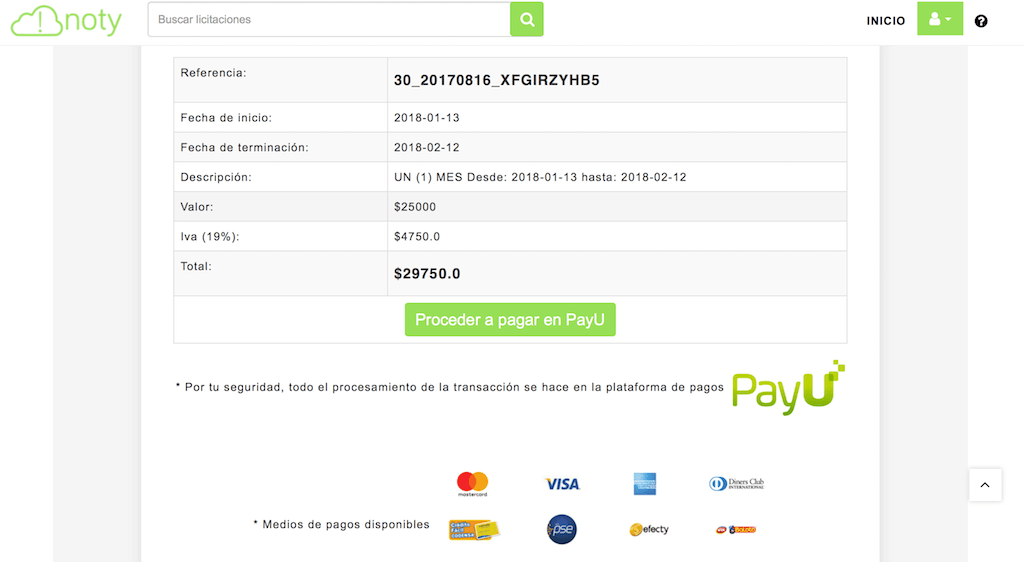 noty
Buscar licitaciones
INICIO
Referencia: 30_20170816_XFGIRZYHB5
Fecha de inicio: 2018-01-13
Fecha de terminación: 2018-02-12
Descripción: UN (1) MES Desde: 2018-01-13 hasta: 2018-02-12
Valor: $25000
Iva (19%): $4750.0
Total: $29750.0
Proceder a pagar en PayU
* Por tu seguridad, todo el procesamiento de la transacción se hace en la plataforma de pagos PayU
mastercard VISA Diners Club INTERNATIONAL
* Medios de pagos disponibles
Crédito Fácil Codensa pse efecty